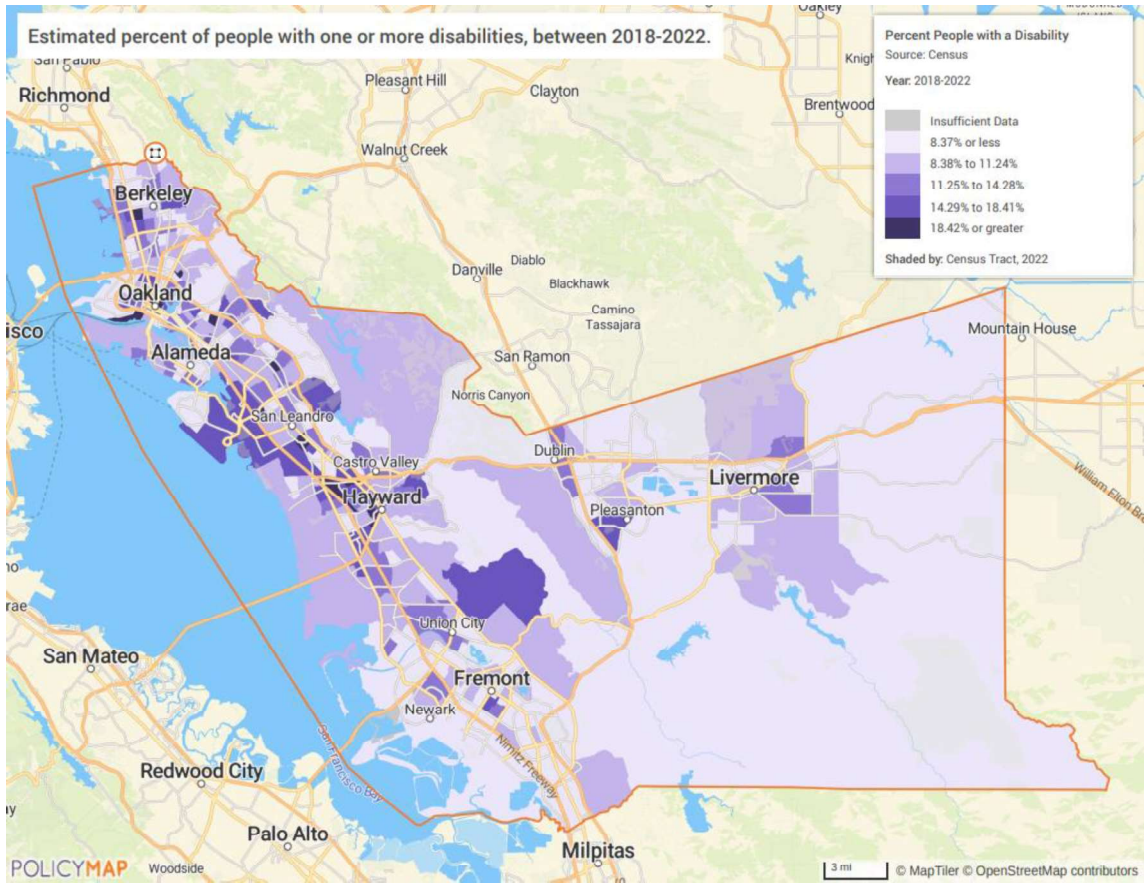 Estimated percent of people with one or more disabilities, between 2018-2022.
Percent People with a Disability
Source: Census
Year: 2018-2022
Insufficient Data
8.37% or less
8.38% to 11.24%
11.25% to 14.28%
14.29% to 18.41%
18.42% or greater
Shaded by: Census Tract, 2022
Oakley
San Pablo
Richmond
Pleasant Hill
Clayton
Brentwood
Walnut Creek
Berkeley
Danville
Diablo
Blackhawk
Oakland
Camino
Tassajara
Mountain House
isco
Alameda
San Ramon
Norris Canyon
San Leandro
Dublin
Castro Valley
Livermore
Hayward
Pleasanton
Union City
San Mateo
Fremont
Newark
San Francisco Bay
Nimitz Freeway
Redwood City
Palo Alto
Milpitas
POLICYMAP
Woodside
3 mi
© MapTiler © OpenStreetMap contributors